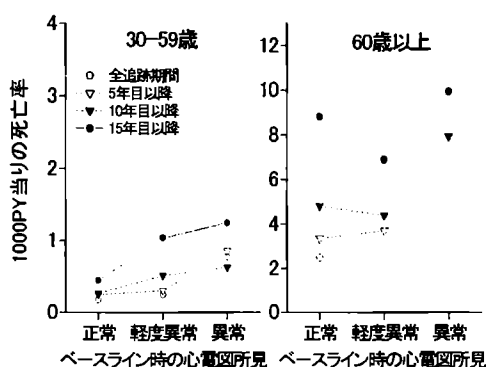 30-59歳
60歳以上
1000PY当りの死亡率
4
3
2
1
0
12
10
8
6
4
2
0
全追跡期間
5年目以降
10年目以降
15年目以降
正常 軽度異常 異常
正常 軽度異常 異常
ベースライン時の心電図所見
ベースライン時の心電図所見